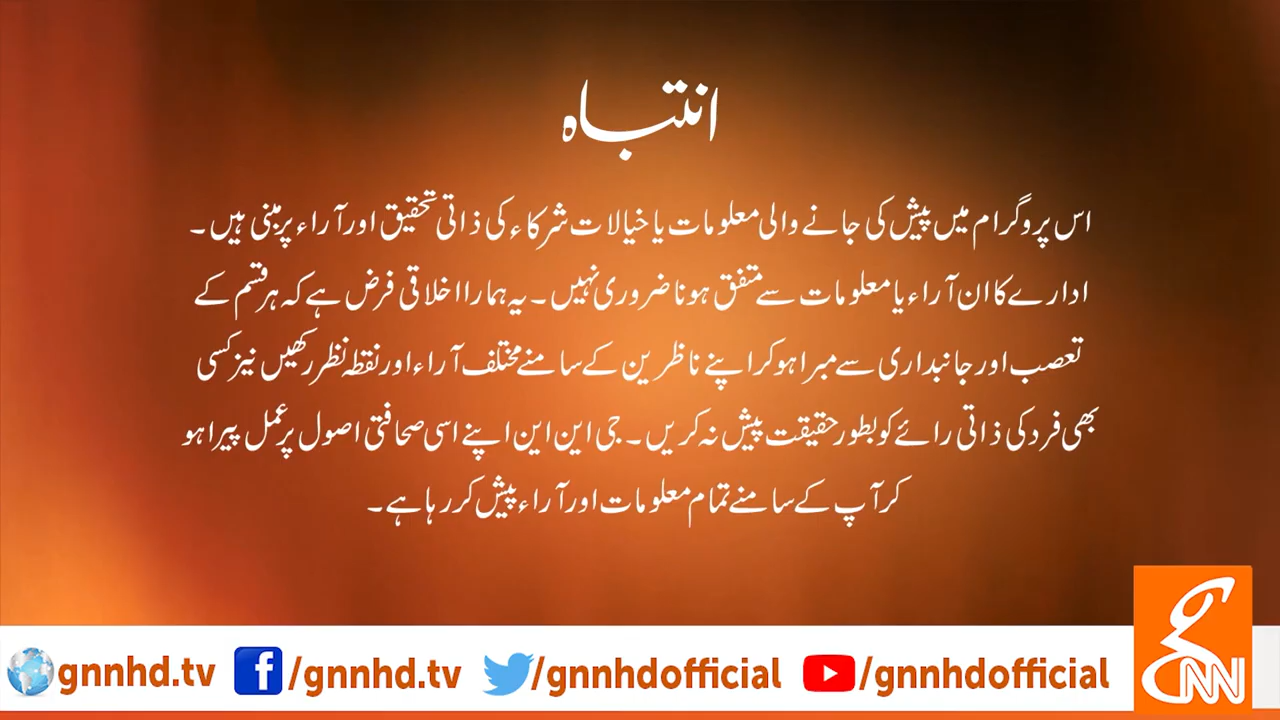 انتباہ
اس پروگرام میں پیش کی جانے والی معلومات یا خیالات شرکاء کی ذاتی تحقیق اور آراء پر مبنی ہیں۔
ادارے کا ان آراء یا معلومات سے متفق ہونا ضروری نہیں۔ یہ ہمارا اخلاقی فرض ہے کہ ہر قسم کے
تعصب اور جانبداری سے مبرا ہو کر اپنے ناظرین کے سامنے مختلف آراء اور نقطہ نظر رکھیں نیز کسی
بھی فرد کی ذاتی رائے کو بطور حقیقت پیش نہ کریں۔ جی این این اپنے اسی صحافتی اصول پر عمل پیرا ہو
کر آپ کے سامنے تمام معلومات اور آراء پیش کر رہا ہے۔
gnnhd.tv /gnnhd.tv /gnnhdofficial /gnnhdofficial
GNN